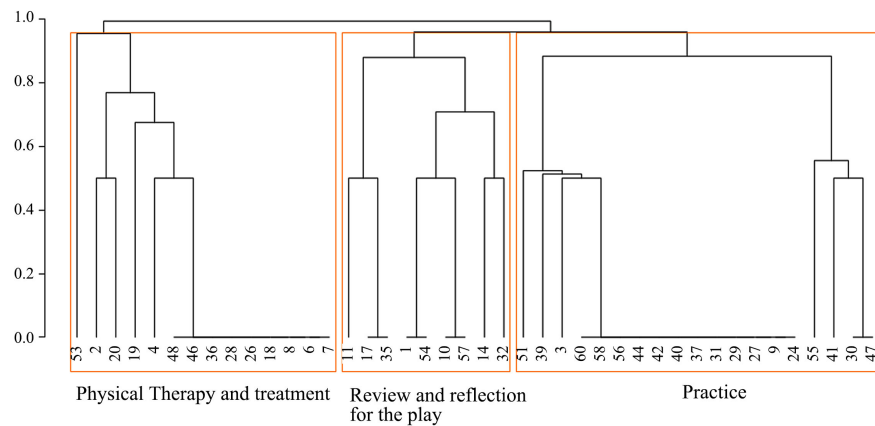 1.0
0.8
0.6
0.4
0.2
0.0
53 2 20 19 4 48 46 36 28 26 18 8 6 7 11 17 35 1 54 10 57 14 32 51 39 3 60 58 56 44 42 40 37 31 29 27 9 24 55 41 30 47
Physical Therapy and treatment
Review and reflection
for the play
Practice